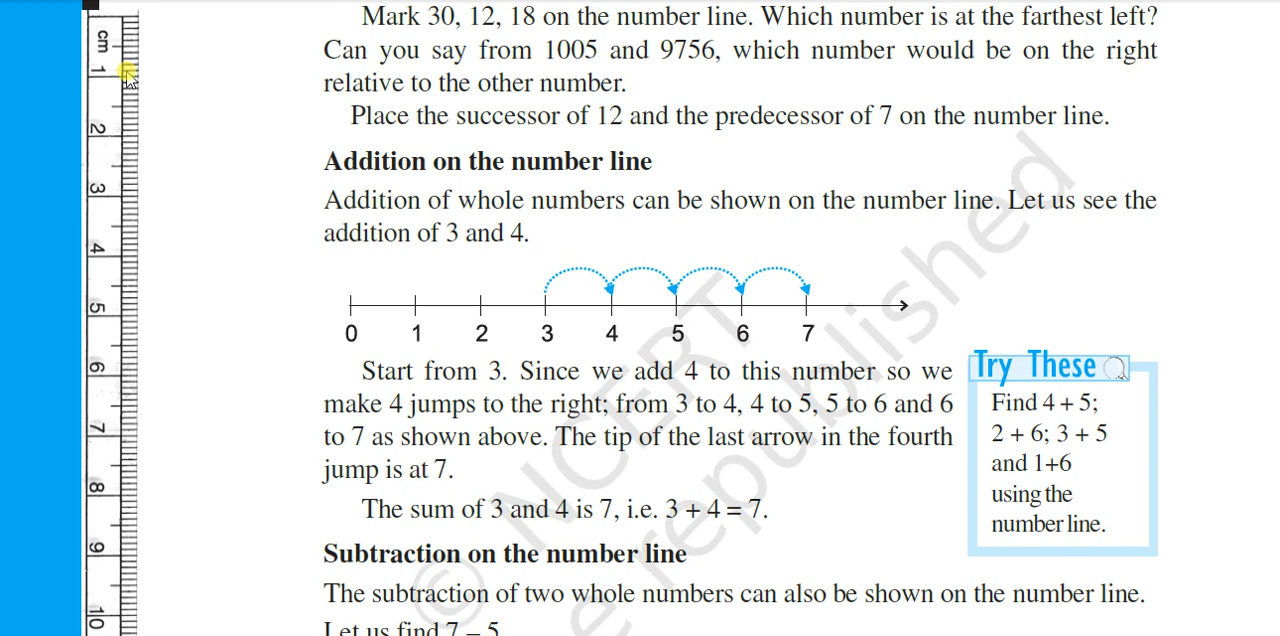 cm
1
2
3
4
5
6
7
8
9
10
Mark 30, 12, 18 on the number line. Which number is at the farthest left?
Can you say from 1005 and 9756, which number would be on the right
relative to the other number.
Place the successor of 12 and the predecessor of 7 on the number line.
Addition on the number line
Addition of whole numbers can be shown on the number line. Let us see the
addition of 3 and 4.
0 1 2 3 4 5 6 7
Start from 3. Since we add 4 to this number so we
make 4 jumps to the right; from 3 to 4, 4 to 5, 5 to 6 and 6
to 7 as shown above. The tip of the last arrow in the fourth
jump is at 7.
The sum of 3 and 4 is 7, i.e. 3 + 4 = 7.
Try These
Find 4 + 5;
2 + 6; 3 + 5
and 1+6
using the
number line.
Subtraction on the number line
The subtraction of two whole numbers can also be shown on the number line.
Let us find 7 – 5
© NCERT
e republished